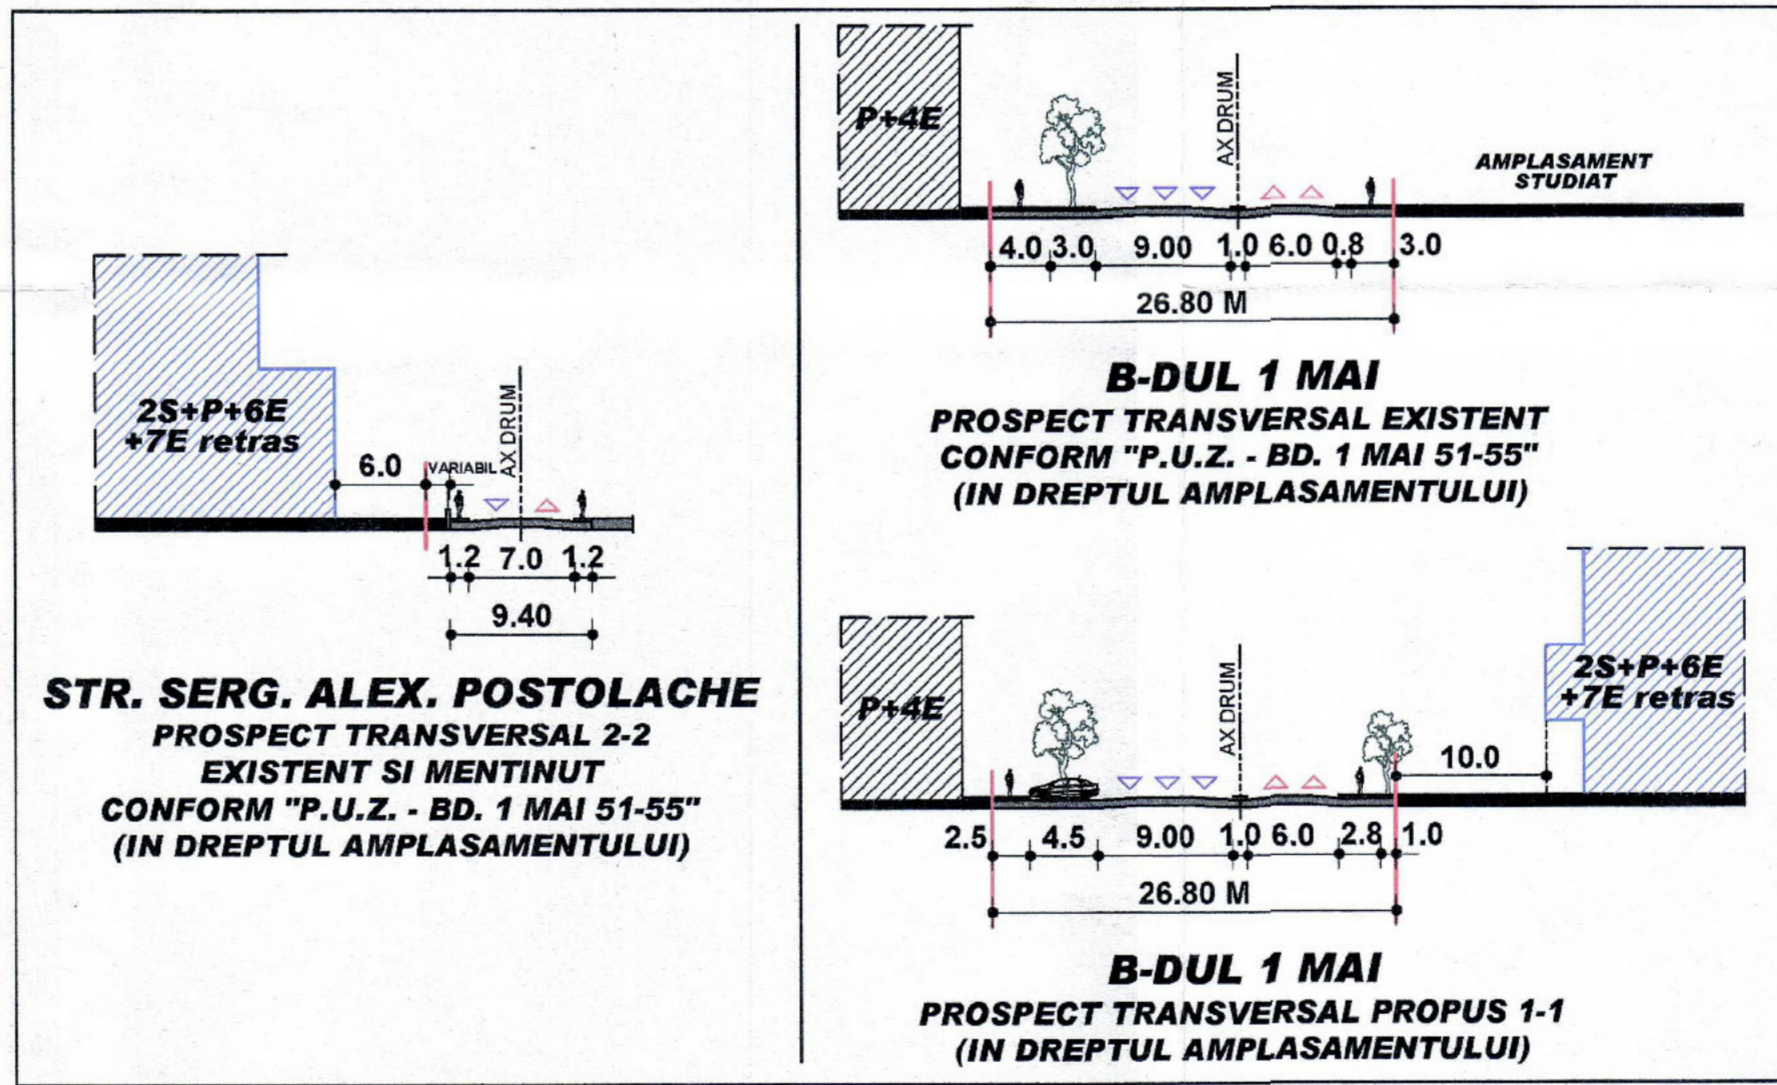 2S+P+6E
+7E retras
6.0
VARIABIL
AX DRUM
1.2 7.0 1.2
9.40
STR. SERG. ALEX. POSTOLACHE
PROSPECT TRANSVERSAL 2-2
EXISTENT SI MENTINUT
CONFORM "P.U.Z. - BD. 1 MAI 51-55"
(IN DREPTUL AMPLASAMENTULUI)
P+4E
AX DRUM
AMPLASAMENT
STUDIAT
4.0 3.0 9.00 1.0 6.0 0.8 3.0
26.80 M
B-DUL 1 MAI
PROSPECT TRANSVERSAL EXISTENT
CONFORM "P.U.Z. - BD. 1 MAI 51-55"
(IN DREPTUL AMPLASAMENTULUI)
P+4E
AX DRUM
2S+P+6E
+7E retras
10.0
2.5 4.5 9.00 1.0 6.0 2.8 1.0
26.80 M
B-DUL 1 MAI
PROSPECT TRANSVERSAL PROPUS 1-1
(IN DREPTUL AMPLASAMENTULUI)